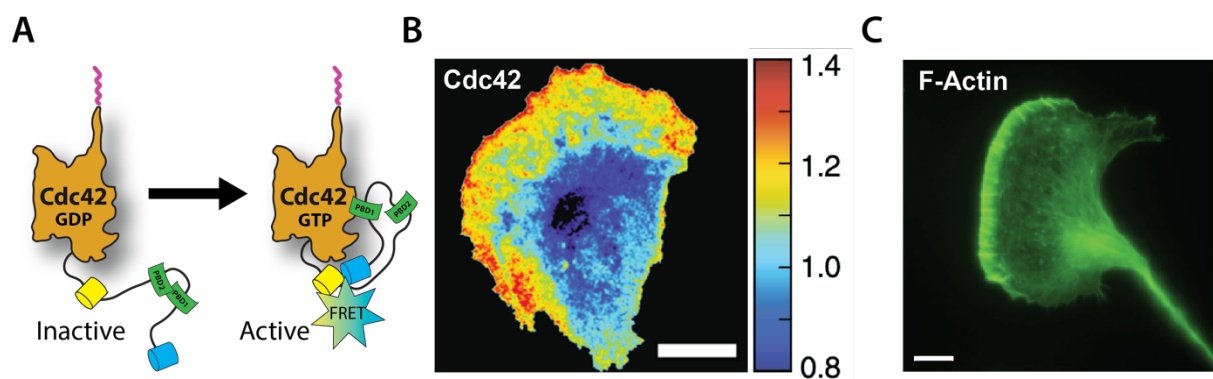 A
Cdc42
GDP
PBD2
PBD1
Inactive
Cdc42
GTP
PBD1
PBD2
FRET
Active
B
Cdc42
1.4
1.2
1.0
0.8
C
F-Actin